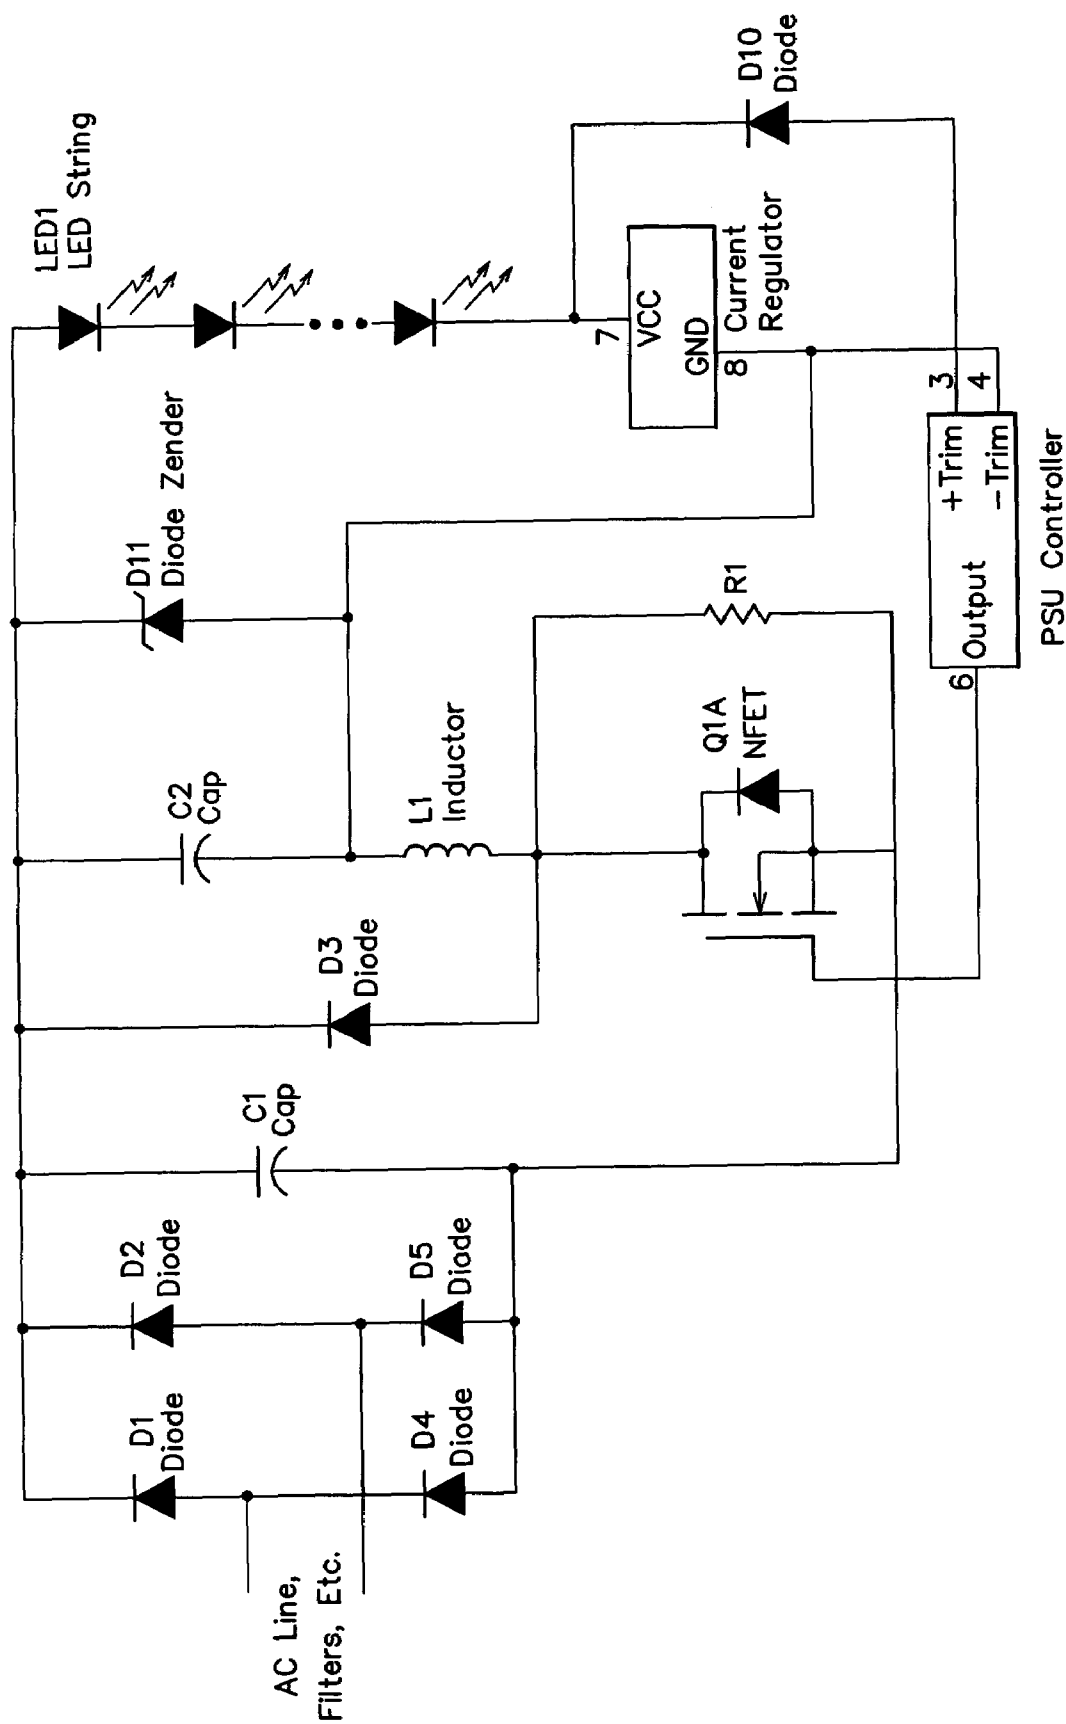 AC Line,
Filters, Etc.
D1
Diode
D2
Diode
D4
Diode
D5
Diode
C1
Cap
D3
Diode
C2
Cap
L1
Inductor
D11
Diode Zender
Q1A
NFET
R1
LED1
LED String
7
VCC
GND
8
Current
Regulator
D10
Diode
3
4
+Trim
-Trim
Output
6
PSU Controller